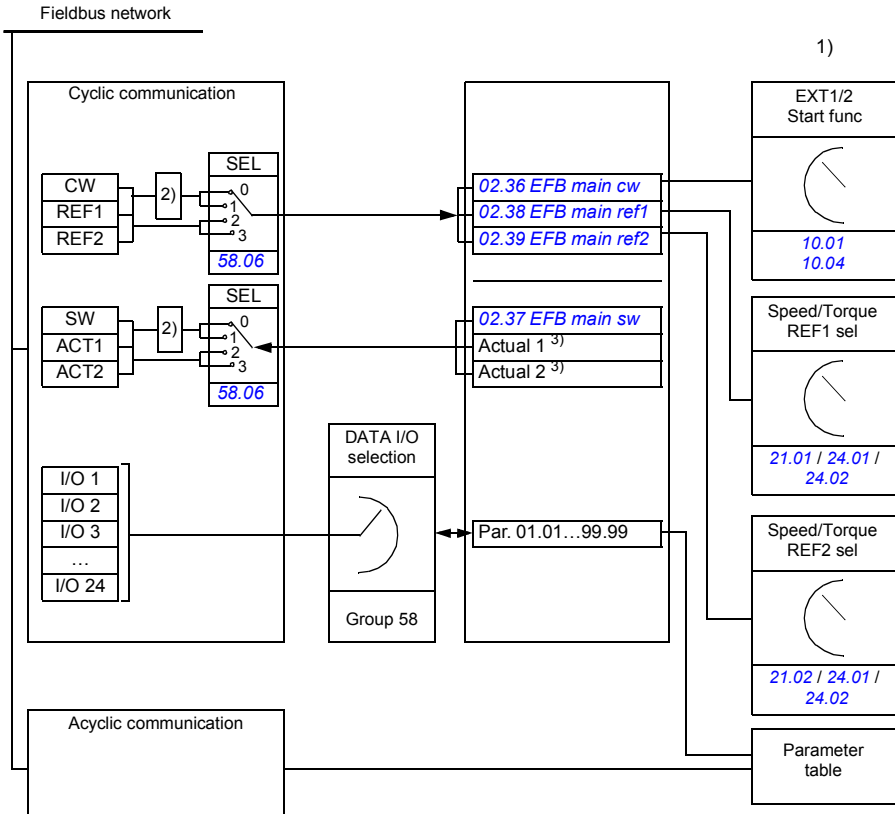 Fieldbus network
1)
Cyclic communication
EXT1/2
Start func
SEL
CW
REF1
REF2
2)
0
1
2
3
58.06
02.36 EFB main cw
02.38 EFB main ref1
02.39 EFB main ref2
10.01
10.04
SEL
SW
ACT1
ACT2
2)
0
1
2
3
58.06
02.37 EFB main sw
Actual 1 3)
Actual 2 3)
Speed/Torque
REF1 sel
21.01 / 24.01 /
24.02
DATA I/O
selection
I/O 1
I/O 2
I/O 3
…
I/O 24
Group 58
Par. 01.01…99.99
Speed/Torque
REF2 sel
21.02 / 24.01 /
24.02
Acyclic communication
Parameter
table